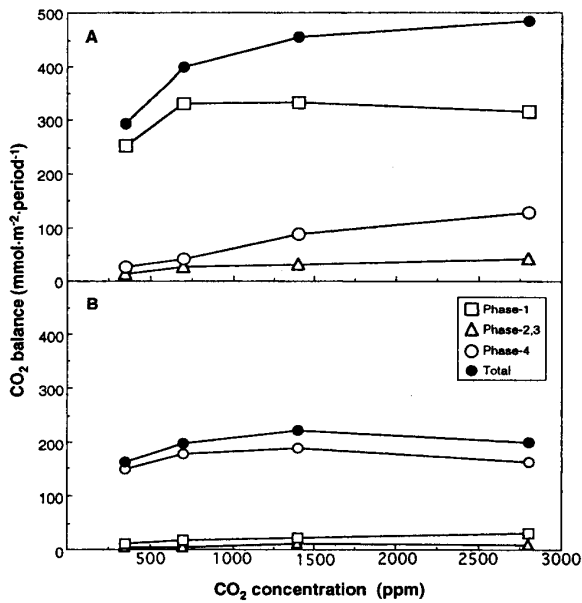 500
A
400
300
200
100
0
B
400
300
200
100
0
CO₂ balance (mmol·m⁻²·period⁻¹)
Phase-1
Phase-2,3
Phase-4
Total
500 1000 1500 2000 2500 3000
CO₂ concentration (ppm)